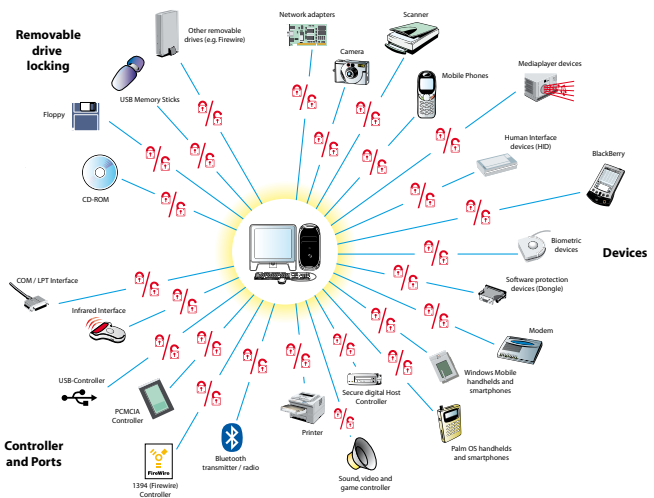 Removable
drive
locking
Other removable
drives (e.g. Firewire)
Network adapters
Scanner
Camera
Mobile Phones
Mediaplayer devices
USB Memory Sticks
Floppy
Human Interface
devices (HID)
BlackBerry
CD-ROM
Biometric
devices
Devices
COM / LPT Interface
Software protection
devices (Dongle)
Infrared Interface
Modem
USB-Controller
Windows Mobile
handhelds and
smartphones
PCMCIA
Controller
Secure digital Host
Controller
Printer
Controller
and Ports
Palm OS handhelds
and smartphones
Bluetooth
transmitter / radio
FireWire
1394 (Firewire)
Controller
Sound, video and
game controller